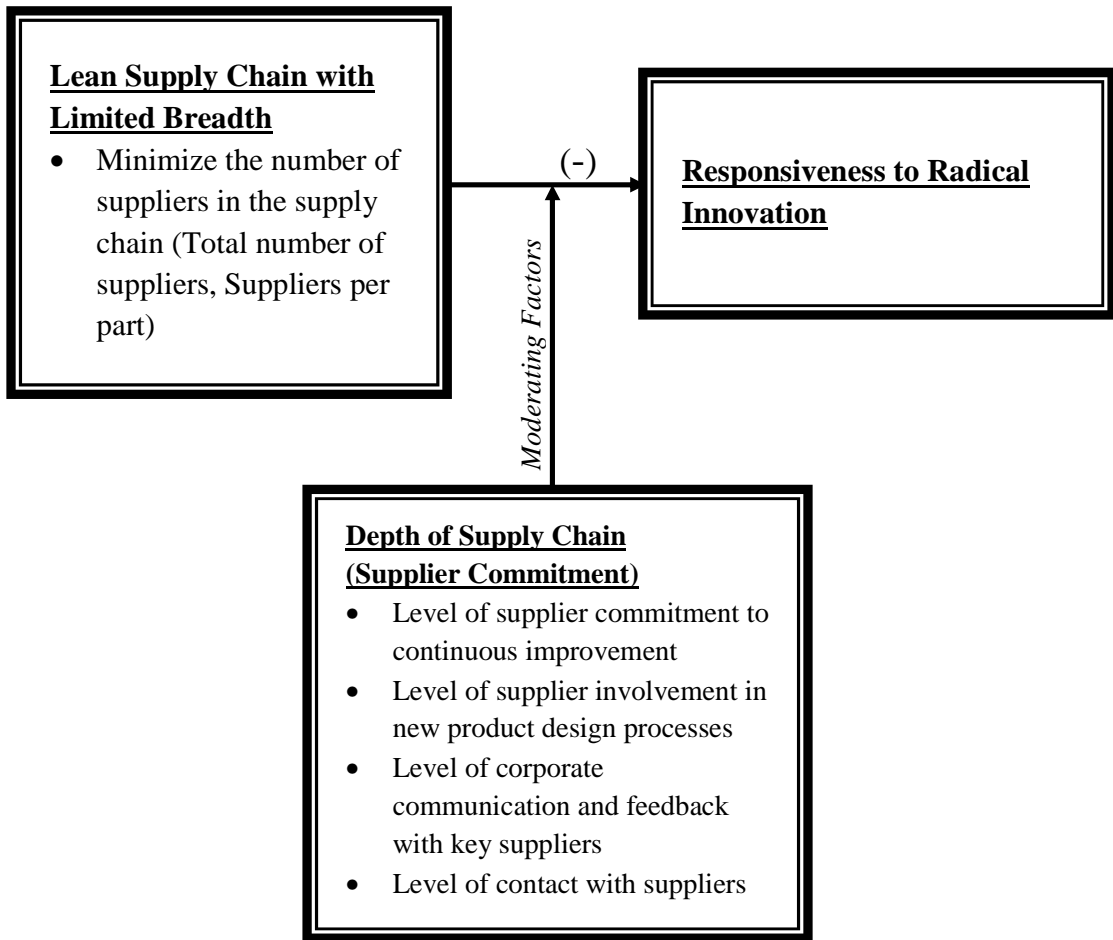 Lean Supply Chain with
Limited Breadth
• Minimize the number of
suppliers in the supply
chain (Total number of
suppliers, Suppliers per
part)
(-)
Responsiveness to Radical
Innovation
Moderating Factors
Depth of Supply Chain
(Supplier Commitment)
• Level of supplier commitment to
continuous improvement
• Level of supplier involvement in
new product design processes
• Level of corporate
communication and feedback
with key suppliers
• Level of contact with suppliers